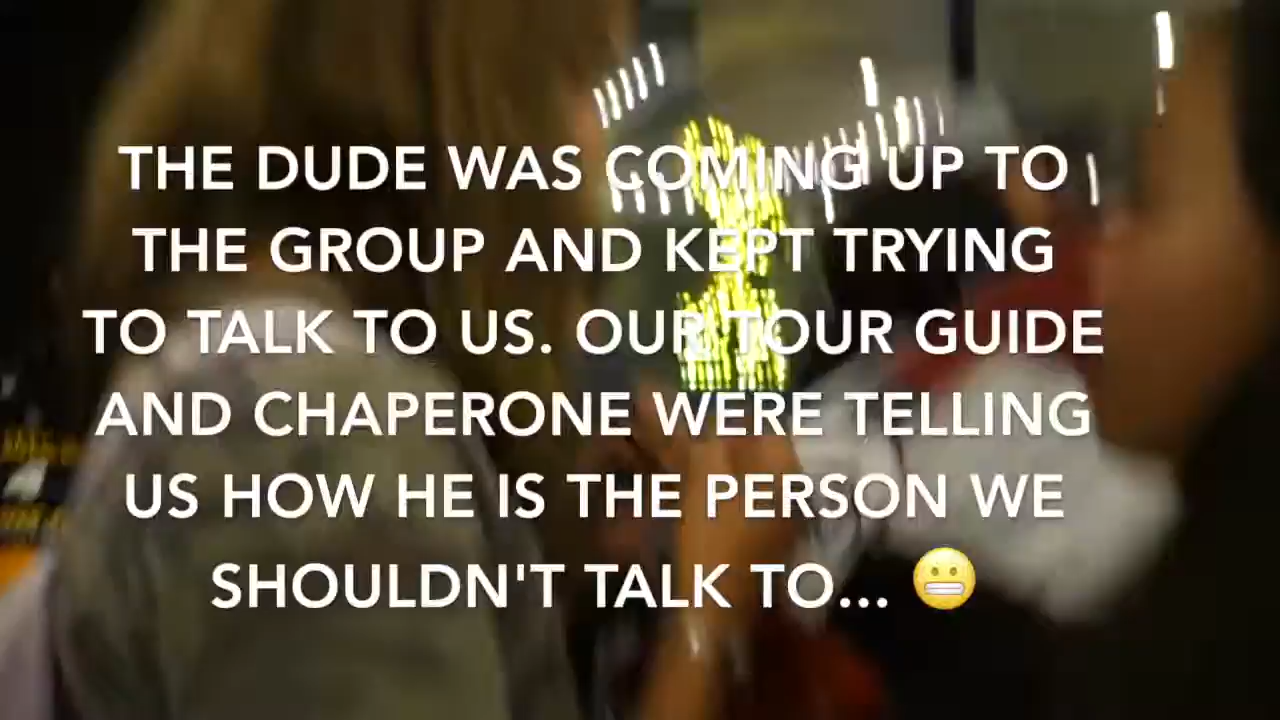 THE DUDE WAS COMING UP TO
THE GROUP AND KEPT TRYING
TO TALK TO US. OUR TOUR GUIDE
AND CHAPERONE WERE TELLING
US HOW HE IS THE PERSON WE
SHOULDN'T TALK TO... 😬